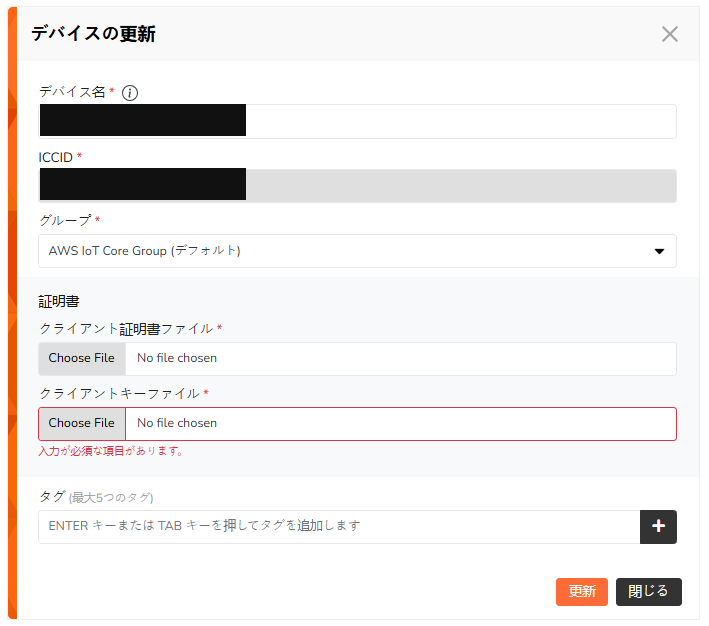 デバイスの更新
デバイス名 *
ICCID *
グループ *
AWS IoT Core Group (デフォルト)
証明書
クライアント証明書ファイル *
Choose File No file chosen
クライアントキーファイル *
Choose File No file chosen
入力が必須な項目があります。
タグ (最大5つのタグ)
ENTER キーまたは TAB キーを押してタグを追加します
更新 閉じる